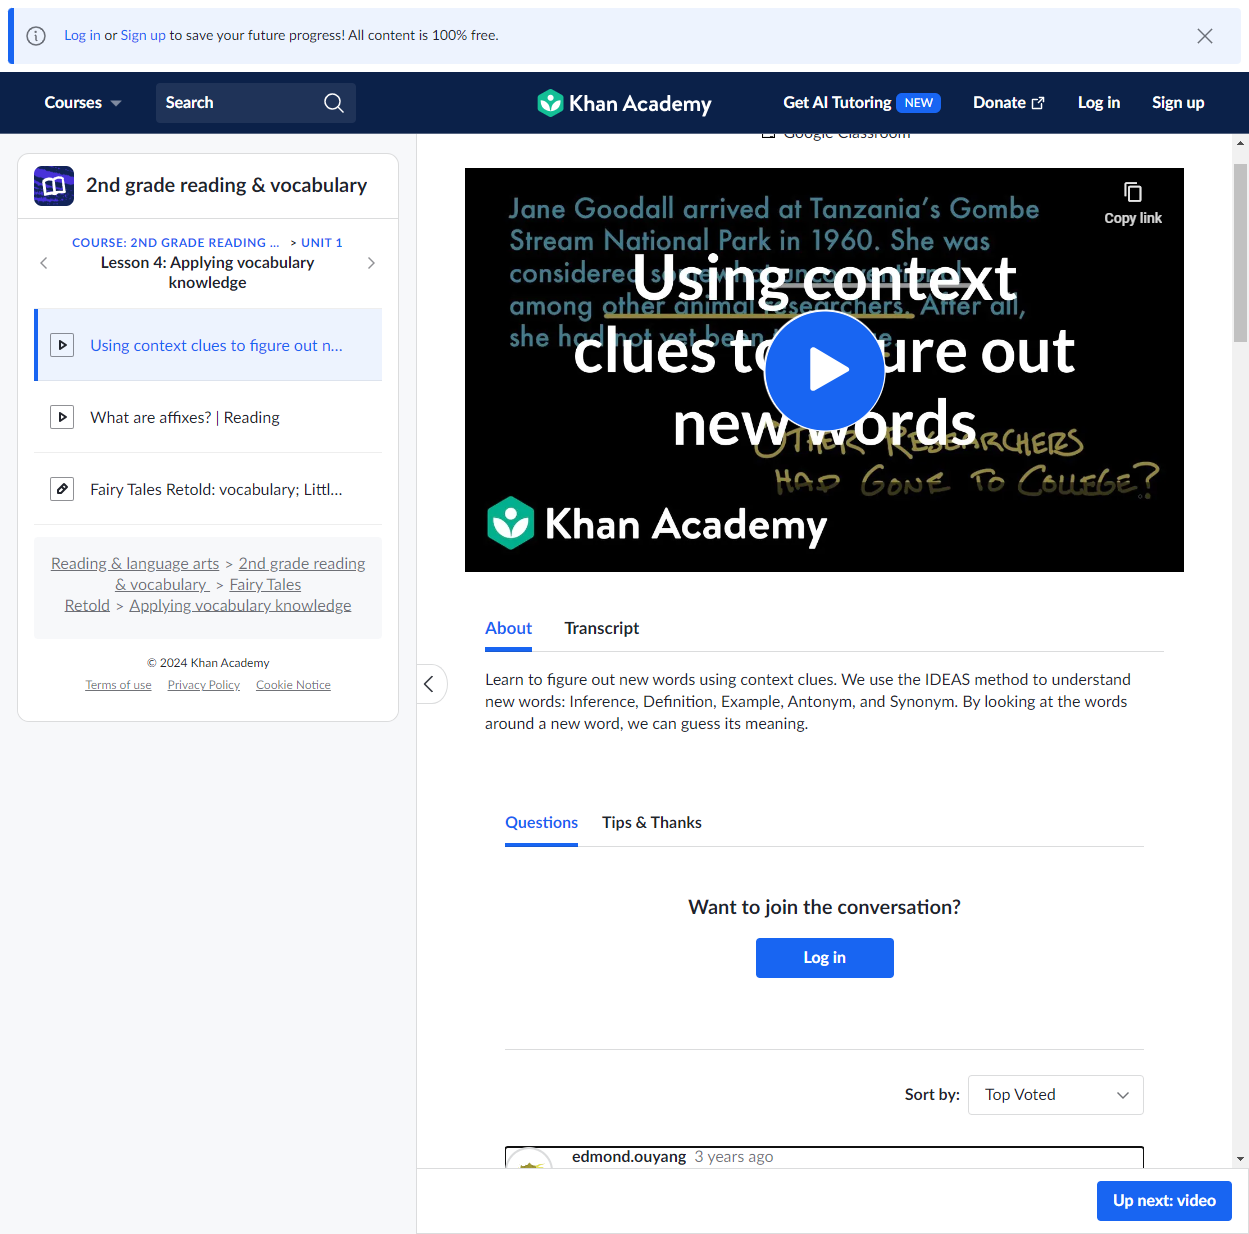 Log in or Sign up to save your future progress! All content is 100% free.
Courses
Search
Khan Academy
Get AI Tutoring NEW
Donate
Log in
Sign up
2nd grade reading & vocabulary
COURSE: 2ND GRADE READING ... > UNIT 1
Lesson 4: Applying vocabulary
knowledge
Using context clues to figure out n...
What are affixes? | Reading
Fairy Tales Retold: vocabulary; Littl...
Reading & language arts > 2nd grade reading
& vocabulary > Fairy Tales
Retold > Applying vocabulary knowledge
© 2024 Khan Academy
Terms of use Privacy Policy Cookie Notice
Google Classroom
Jane Goodall arrived at Tanzania's Gombe
Stream National Park in 1960. She was
considered somewhat unconventional
among other animal researchers. After all,
she had not yet been
Copy link
Using context
clues to figure out
new words
OTHER RESEARCHERS
HAD GONE TO COLLEGE?
Khan Academy
About Transcript
Learn to figure out new words using context clues. We use the IDEAS method to understand
new words: Inference, Definition, Example, Antonym, and Synonym. By looking at the words
around a new word, we can guess its meaning.
Questions Tips & Thanks
Want to join the conversation?
Log in
Sort by: Top Voted
edmond.ouyang 3 years ago
Up next: video